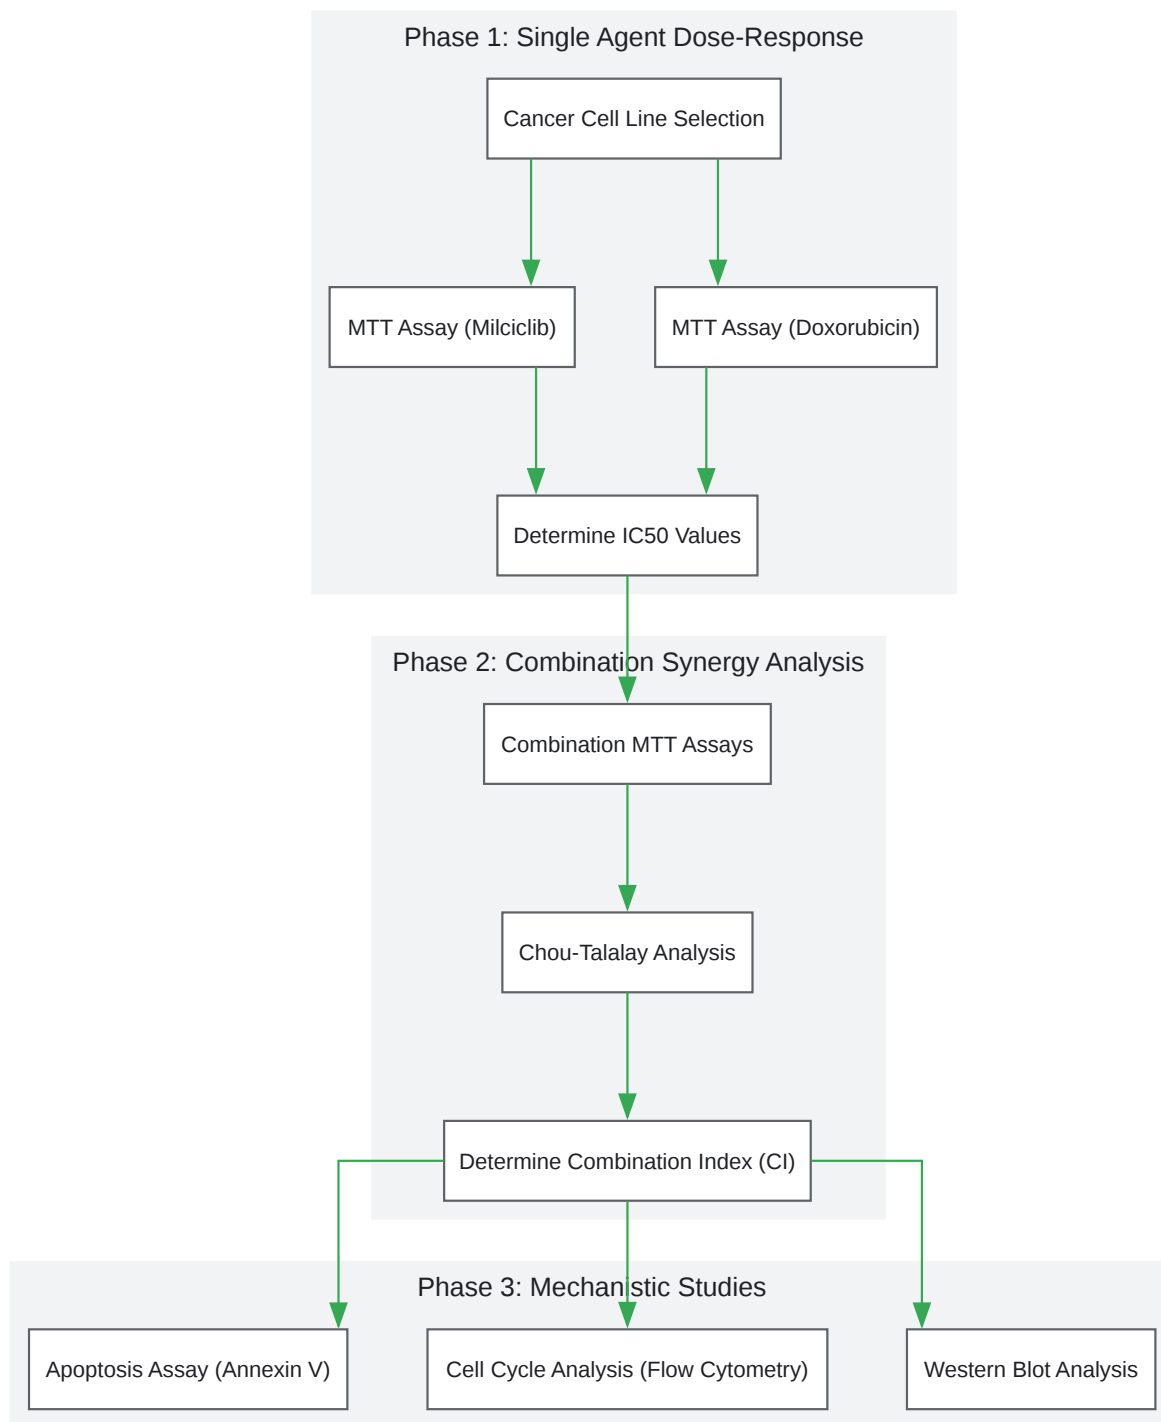 Phase 1: Single Agent Dose-Response
Cancer Cell Line Selection
MTT Assay (Milciclib)
MTT Assay (Doxorubicin)
Determine IC50 Values
Phase 2: Combination Synergy Analysis
Combination MTT Assays
Chou-Talalay Analysis
Determine Combination Index (CI)
Phase 3: Mechanistic Studies
Apoptosis Assay (Annexin V)
Cell Cycle Analysis (Flow Cytometry)
Western Blot Analysis